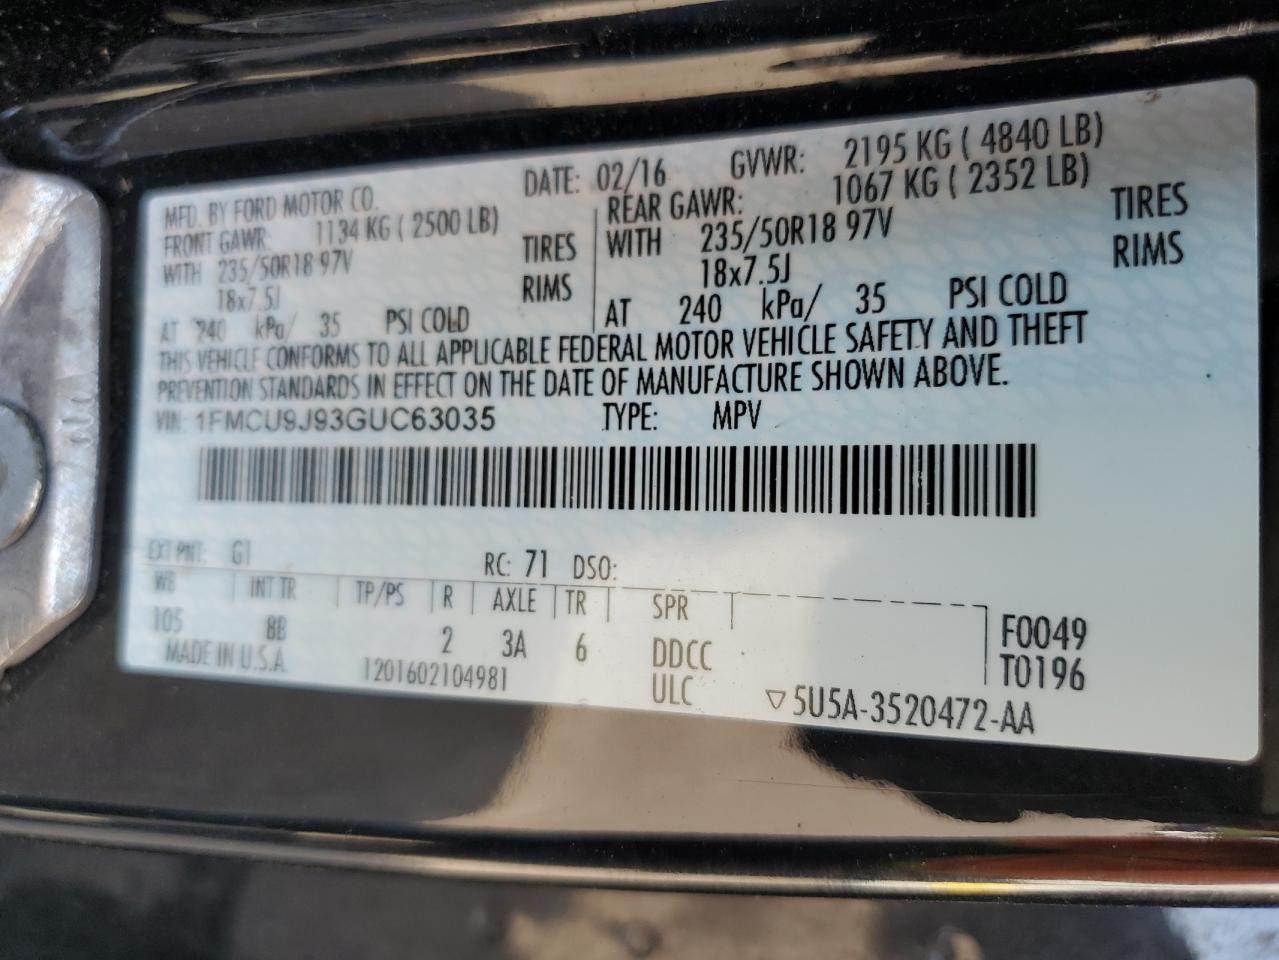 MFD. BY FORD MOTOR CO.
DATE: 02/16 GVWR: 2195 KG ( 4840 LB)
FRONT GAWR: 1134 KG ( 2500 LB)
WITH 235/50R18 97V TIRES
18x7.5J RIMS
AT 240 kPa/ 35 PSI COLD
REAR GAWR: 1067 KG ( 2352 LB)
WITH 235/50R18 97V TIRES
18x7.5J RIMS
AT 240 kPa/ 35 PSI COLD
THIS VEHICLE CONFORMS TO ALL APPLICABLE FEDERAL MOTOR VEHICLE SAFETY AND THEFT
PREVENTION STANDARDS IN EFFECT ON THE DATE OF MANUFACTURE SHOWN ABOVE.
VIN: 1FMCU9J93GUC63035 TYPE: MPV
EXT PNT: G1 RC: 71 DSO:
WB INT TR TP/PS R AXLE TR SPR
105 8B 2 3A 6 DDCC F0049
MADE IN U.S.A. 1201602104981 ULC T0196
▽5U5A-3520472-AA